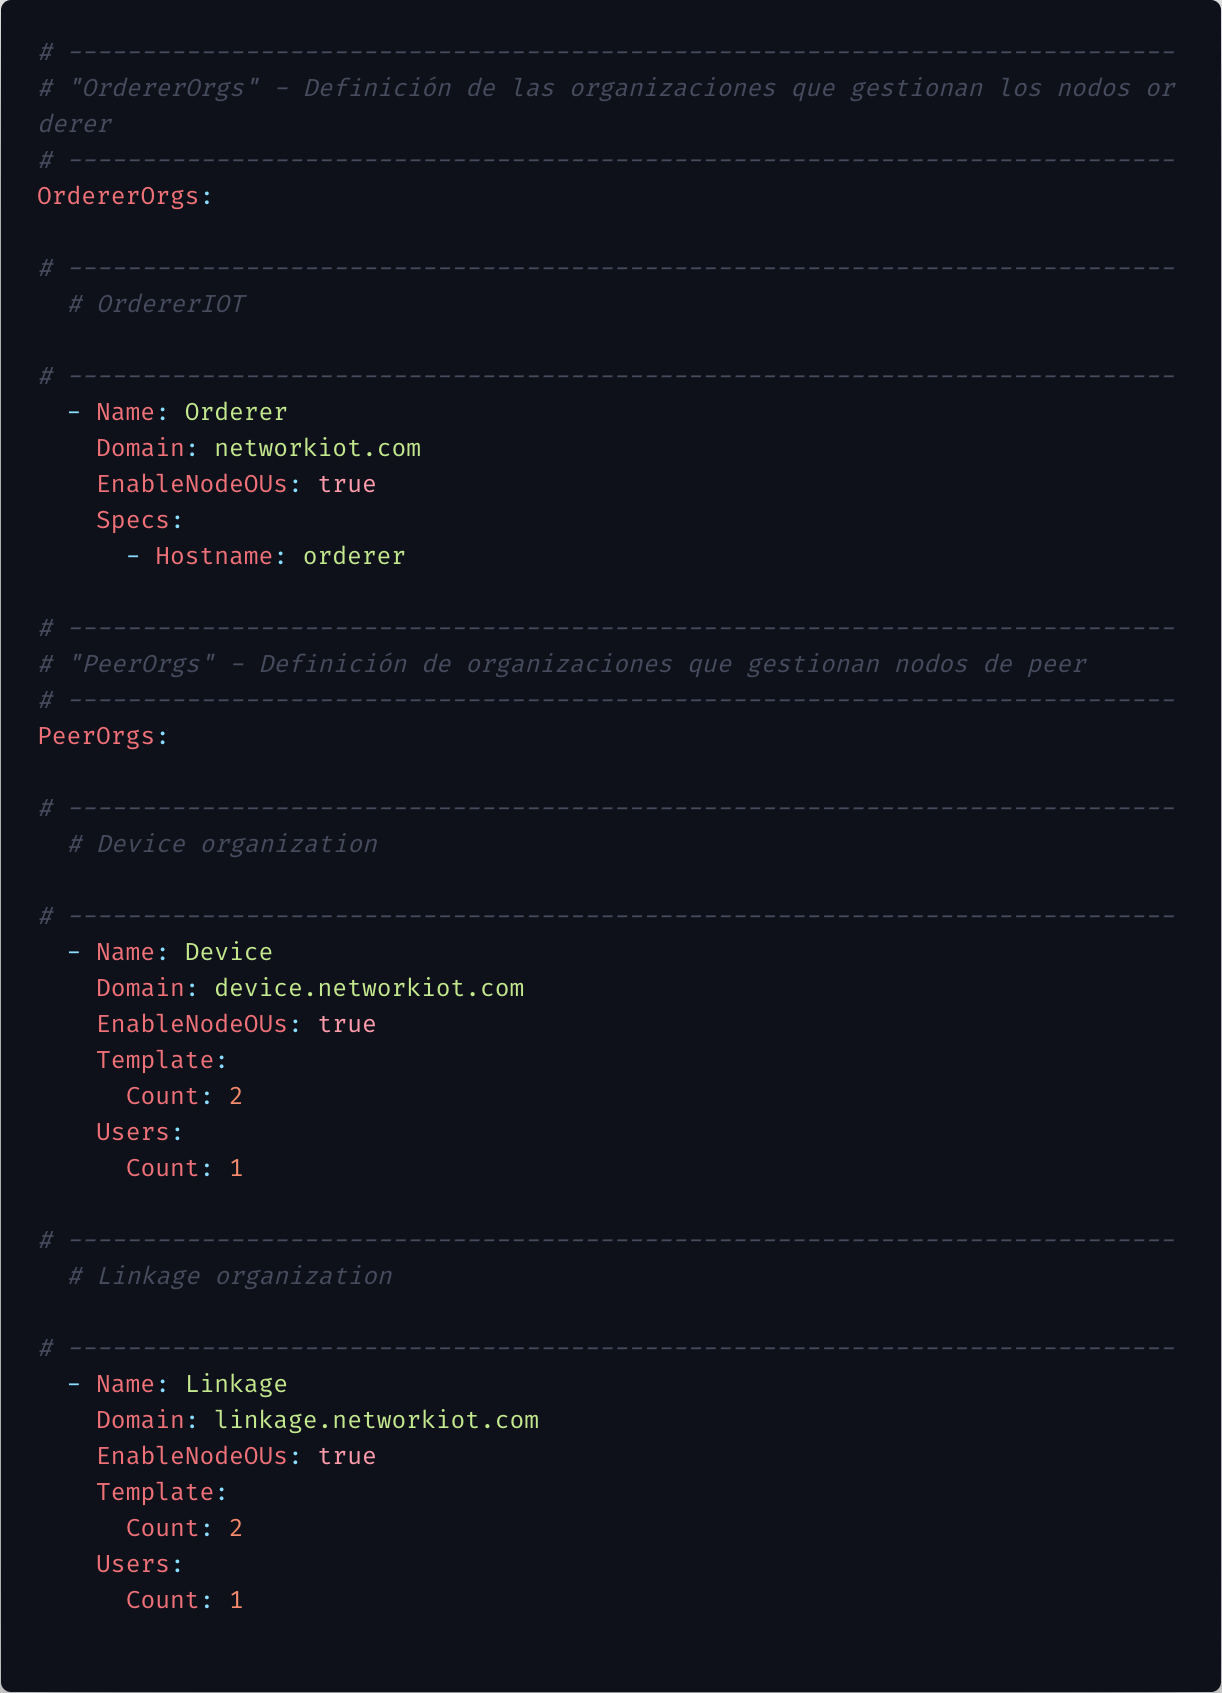 # ---------------------------------------------------------------------------
# "OrdererOrgs" - Definición de las organizaciones que gestionan los nodos or
derer
# ---------------------------------------------------------------------------
OrdererOrgs:
# ---------------------------------------------------------------------------
  # OrdererIOT
# ---------------------------------------------------------------------------
  - Name: Orderer
    Domain: networkiot.com
    EnableNodeOUs: true
    Specs:
      - Hostname: orderer
# ---------------------------------------------------------------------------
# "PeerOrgs" - Definición de organizaciones que gestionan nodos de peer
# ---------------------------------------------------------------------------
PeerOrgs:
# ---------------------------------------------------------------------------
  # Device organization
# ---------------------------------------------------------------------------
  - Name: Device
    Domain: device.networkiot.com
    EnableNodeOUs: true
    Template:
      Count: 2
    Users:
      Count: 1
# ---------------------------------------------------------------------------
  # Linkage organization
# ---------------------------------------------------------------------------
  - Name: Linkage
    Domain: linkage.networkiot.com
    EnableNodeOUs: true
    Template:
      Count: 2
    Users:
      Count: 1